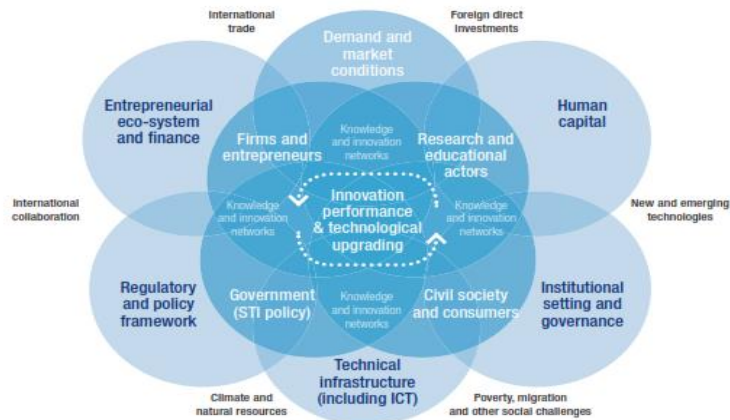 International
trade
Foreign direct
investments
Demand and
market
conditions
Entrepreneurial
eco-system
and finance
Human
capital
Firms and
entrepreneurs
Knowledge
and innovation
networks
Research and
educational
actors
International
collaboration
Knowledge
and innovation
networks
Innovation
performance
& technological
upgrading
Knowledge
and innovation
networks
New and emerging
technologies
Regulatory
and policy
framework
Government
(STI policy)
Knowledge
and innovation
networks
Civil society
and consumers
Institutional
setting and
governance
Technical
infrastructure
(including ICT)
Climate and
natural resources
Poverty, migration
and other social challenges